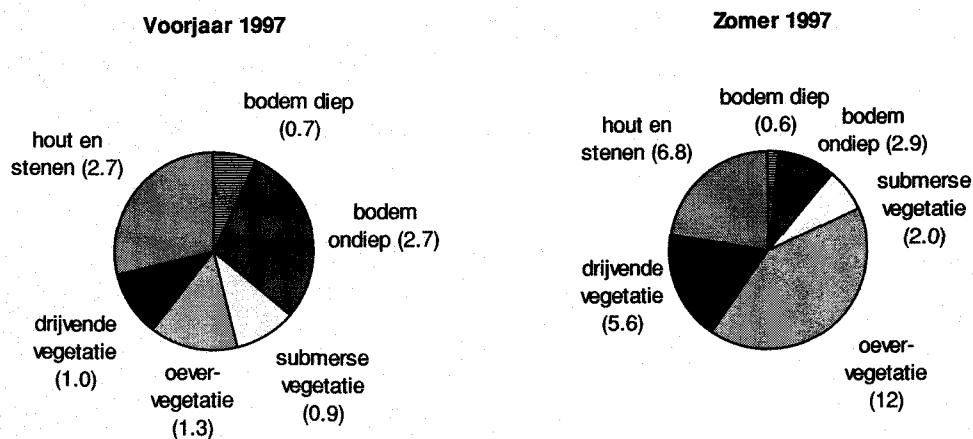 Voorjaar 1997
bodem diep
(0.7)
hout en
stenen (2.7)
bodem
ondiep (2.7)
drijvende
vegetatie
(1.0)
oever-
vegetatie
(1.3)
submerse
vegetatie
(0.9)
Zomer 1997
bodem diep
(0.6)
hout en
stenen (6.8)
bodem
ondiep (2.9)
submerse
vegetatie
(2.0)
drijvende
vegetatie
(5.6)
oever-
vegetatie
(12)